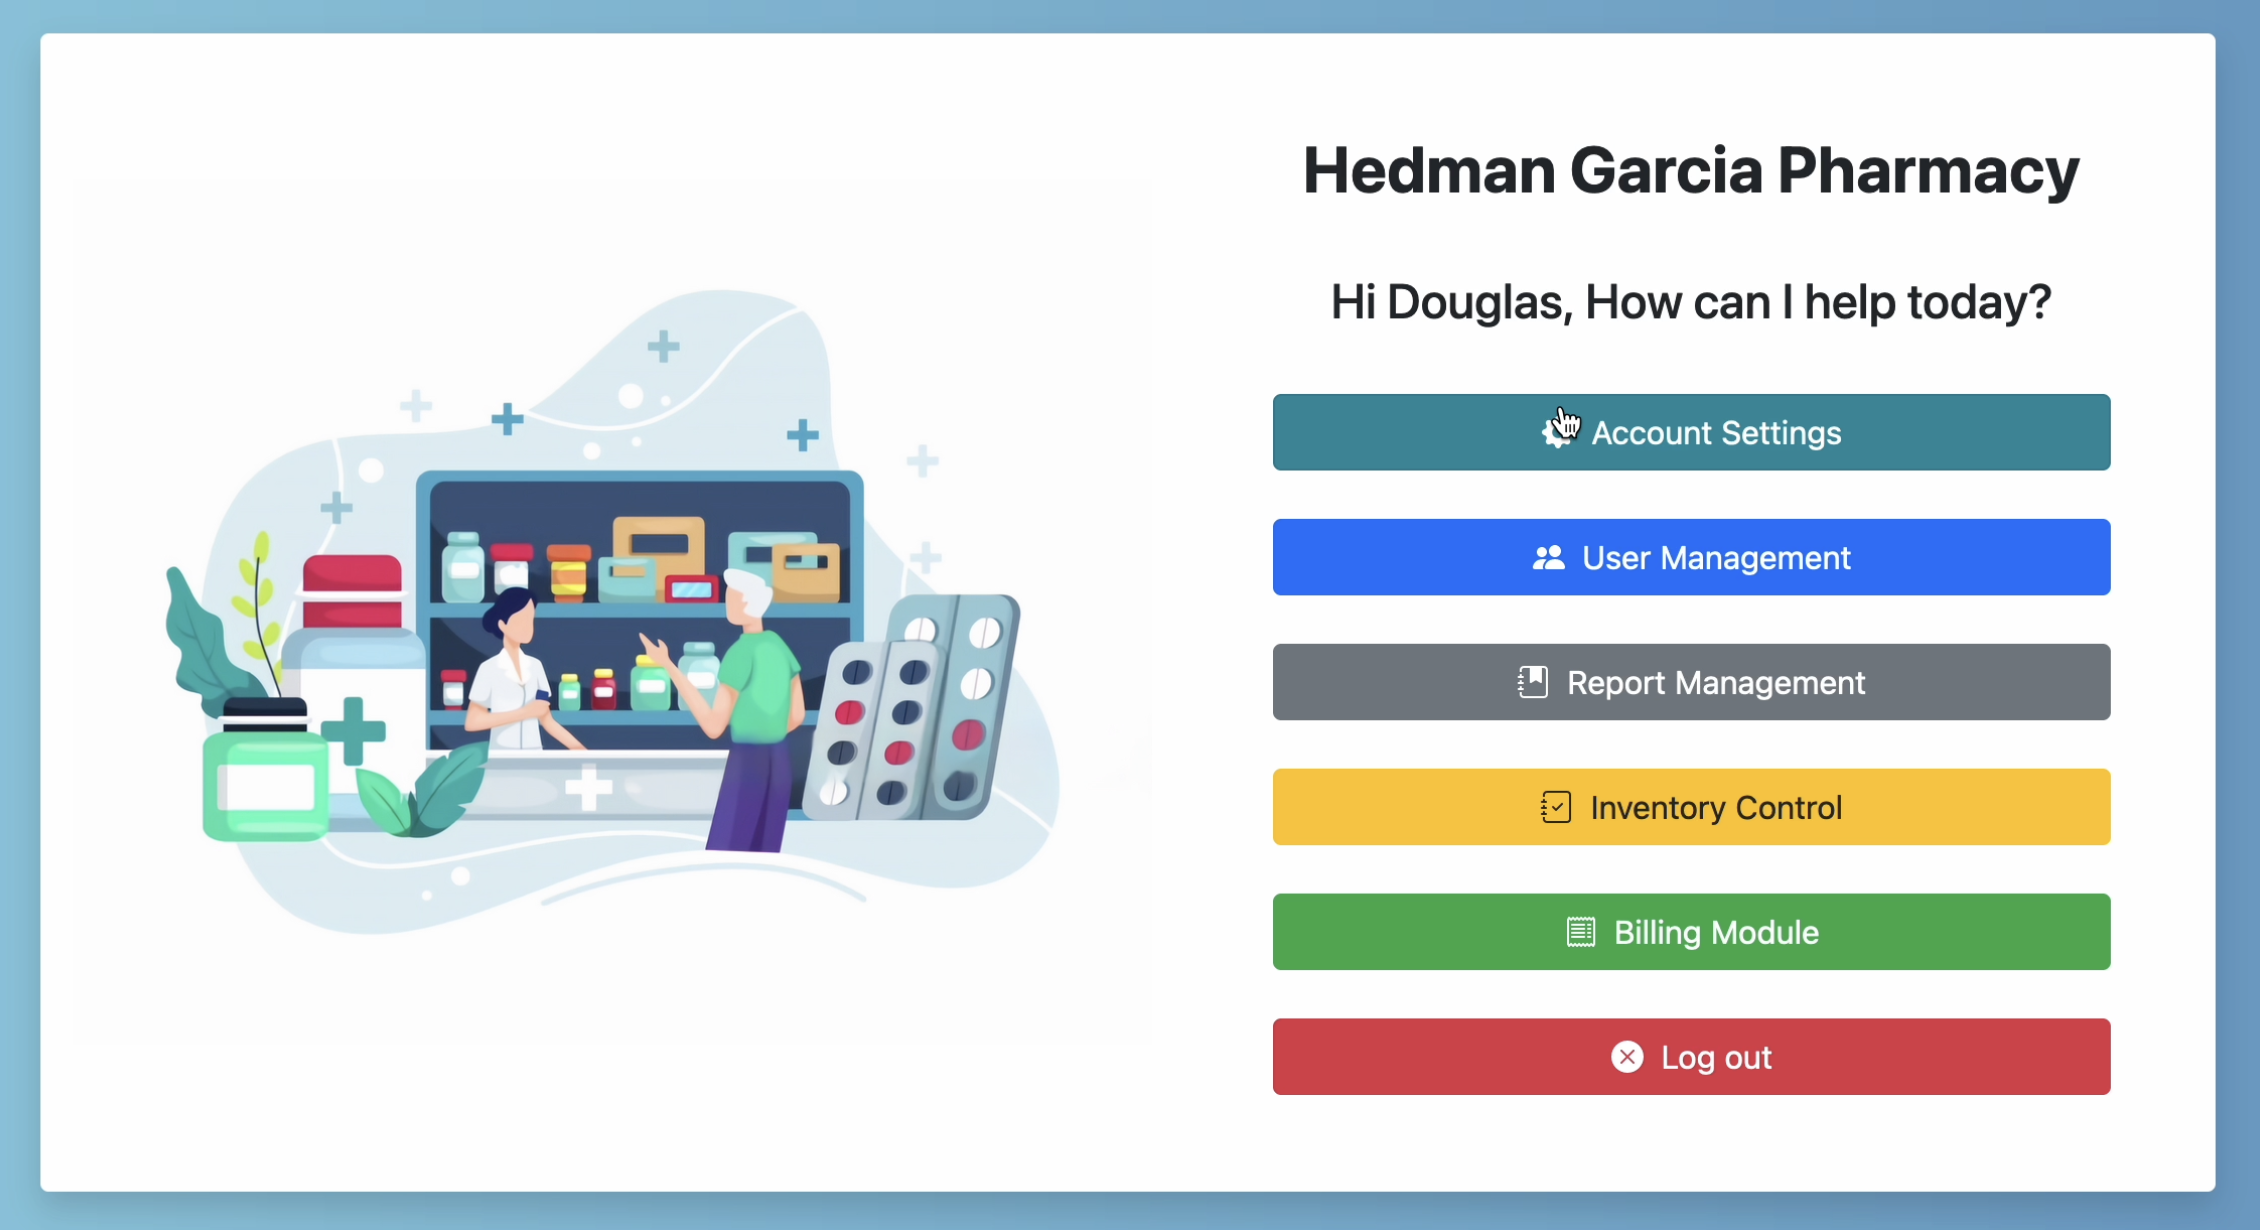 Hedman Garcia Pharmacy
Hi Douglas, How can I help today?
Account Settings
User Management
Report Management
Inventory Control
Billing Module
Log out